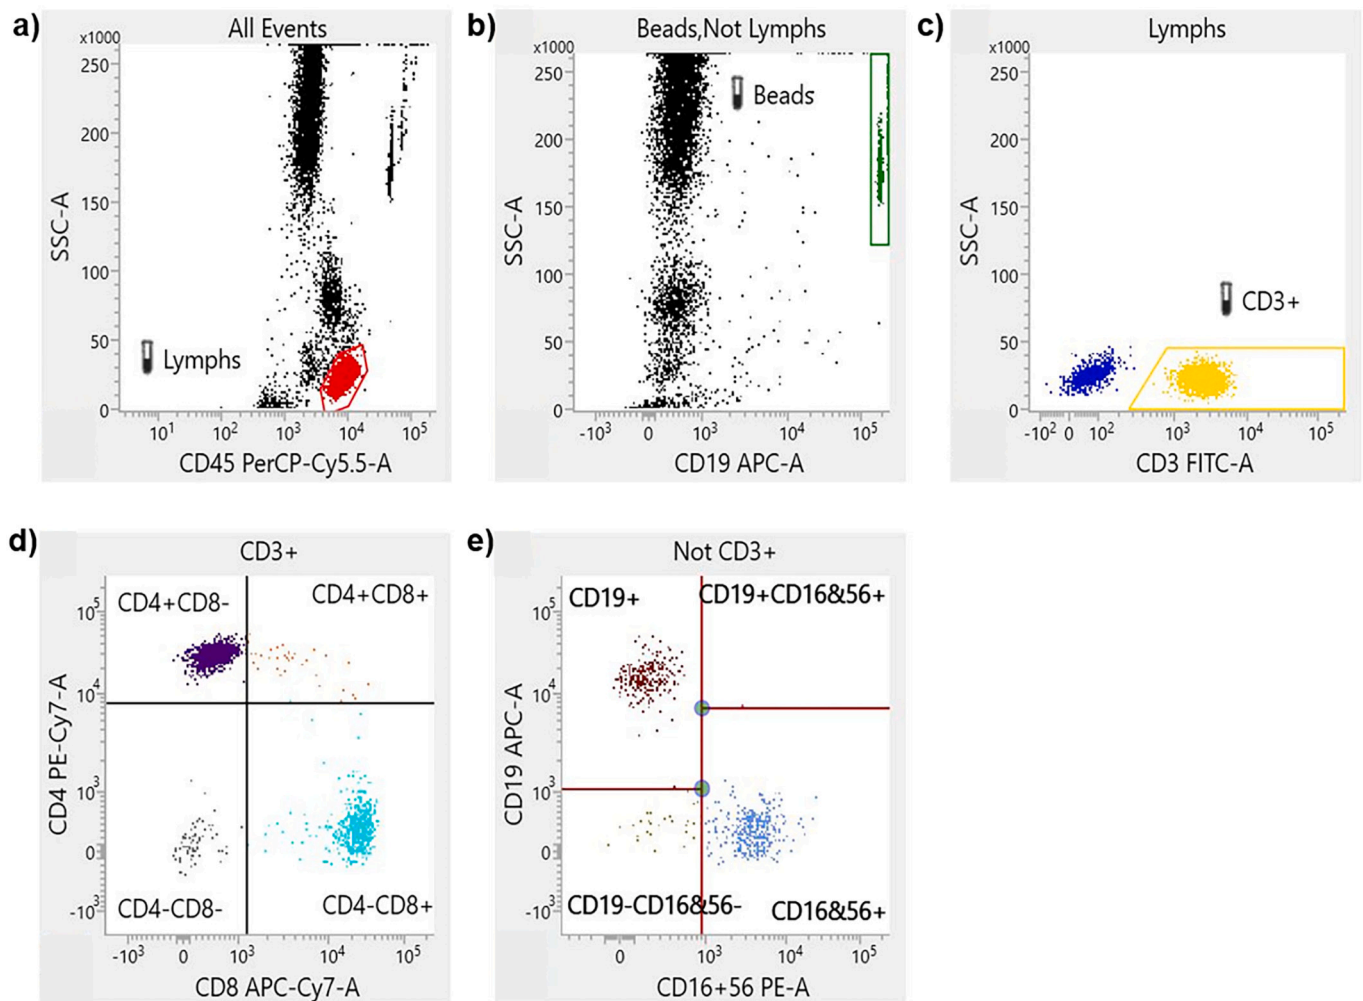 a)
All Events
x1000
250
200
150
100
50
0
SSC-A
Lymphs
10¹ 10² 10³ 10⁴ 10⁵
CD45 PerCP-Cy5.5-A
b)
Beads,Not Lymphs
x1000
250
200
150
100
50
0
SSC-A
Beads
-10³ 0 10³ 10⁴ 10⁵
CD19 APC-A
c)
Lymphs
x1000
250
200
150
100
50
0
SSC-A
CD3+
-10² 0 10² 10³ 10⁴ 10⁵
CD3 FITC-A
d)
CD3+
CD4+CD8- CD4+CD8+
10⁵
10⁴
10³
0
-10³
CD4 PE-Cy7-A
CD4-CD8- CD4-CD8+
-10³ 0 10³ 10⁴ 10⁵
CD8 APC-Cy7-A
e)
Not CD3+
CD19+ CD19+CD16&56+
10⁵
10⁴
10³
0
-10³
CD19 APC-A
CD19-CD16&56- CD16&56+
0 10³ 10⁴ 10⁵
CD16+56 PE-A